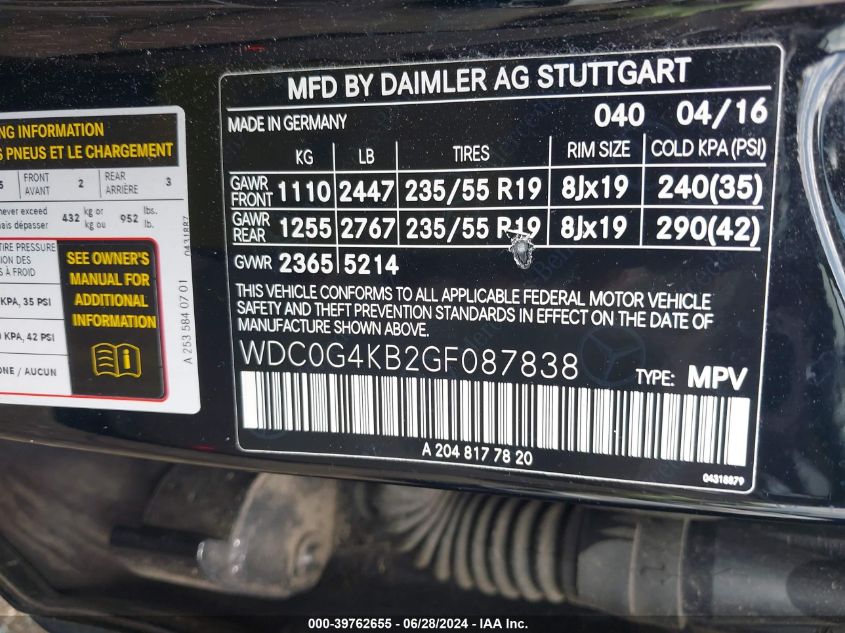 MFD BY DAIMLER AG STUTTGART
MADE IN GERMANY 040 04/16
KG LB TIRES RIM SIZE COLD KPA (PSI)
GAWR FRONT 1110 2447 235/55 R19 8Jx19 240(35)
GAWR REAR 1255 2767 235/55 R19 8Jx19 290(42)
GVWR 2365 5214
THIS VEHICLE CONFORMS TO ALL APPLICABLE FEDERAL MOTOR VEHICLE
SAFETY AND THEFT PREVENTION STANDARDS IN EFFECT ON THE DATE OF
MANUFACTURE SHOWN ABOVE.
WDC0G4KB2GF087838 TYPE: MPV
A 204 817 78 20
04318879
INFORMATION
PNEUS ET LE CHARGEMENT
5 FRONT AVANT 2 REAR ARRIÈRE 3
never exceed 432 kg or 952 lbs.
dépasser kg ou lb.
TIRE PRESSURE
DES
À FROID
KPA, 35 PSI
KPA, 42 PSI
/ AUCUN
SEE OWNER'S
MANUAL FOR
ADDITIONAL
INFORMATION
A 253 584 07 01
000-39762655 - 06/28/2024 - IAA Inc.